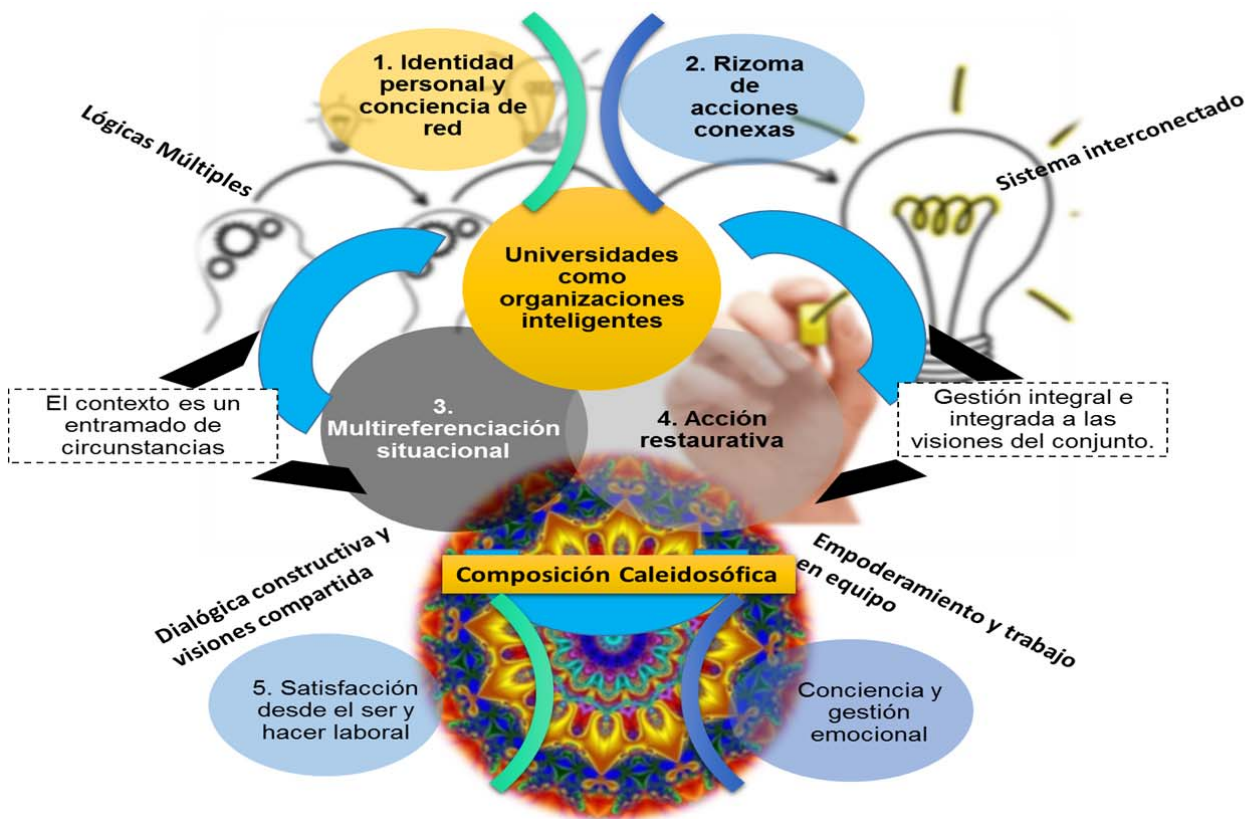 1. Identidad
personal y
conciencia de
red
2. Rizoma
de
acciones
conexas
Lógicas Múltiples
Sistema interconectado
Universidades
como
organizaciones
inteligentes
El contexto es un
entramado de
circunstancias
3.
Multireferenciación
situacional
4. Acción
restaurativa
Gestión integral e
integrada a las
visiones del conjunto.
Dialógica constructiva y
visiones compartida
Composición Caleidosófica
Empoderamiento y trabajo
en equipo
5. Satisfacción
desde el ser y
hacer laboral
Conciencia y
gestión
emocional